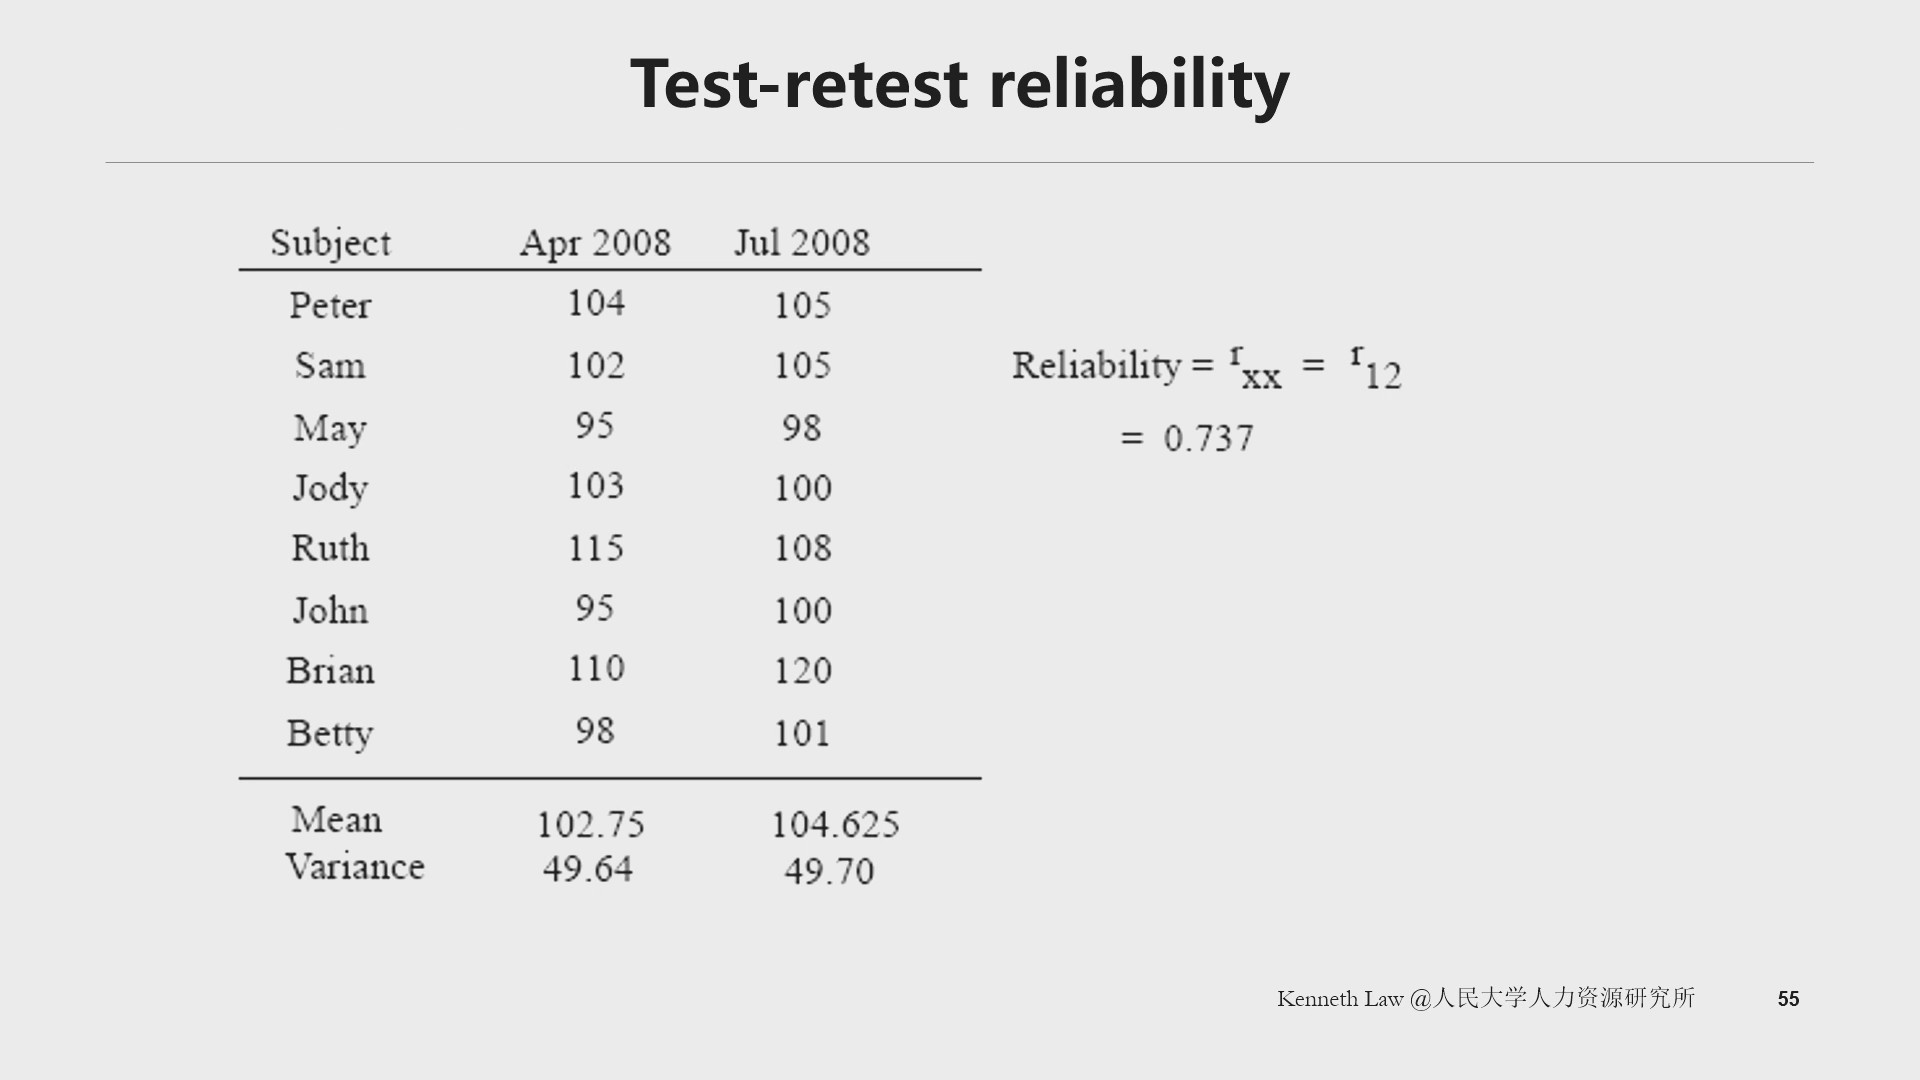 Test-retest reliability
Subject Apr 2008 Jul 2008
Peter 104 105
Sam 102 105
May 95 98
Jody 103 100
Ruth 115 108
John 95 100
Brian 110 120
Betty 98 101
Mean 102.75 104.625
Variance 49.64 49.70
Reliability = r xx = r 12
= 0.737
Kenneth Law @人民大学人力资源研究所 55